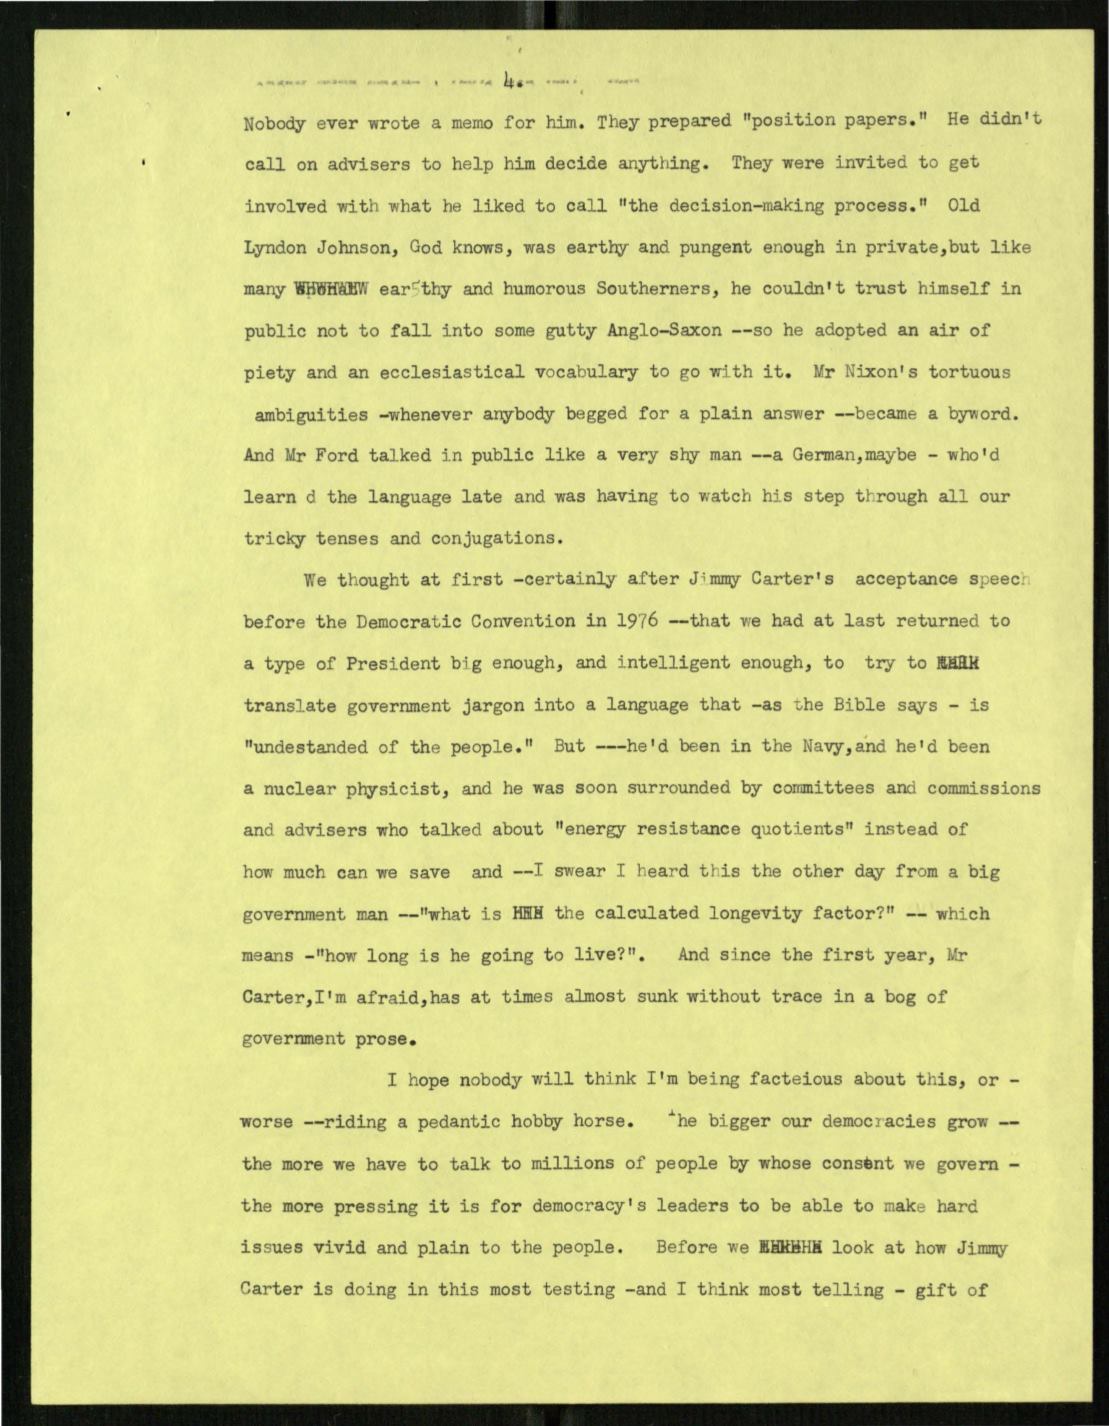 4.
Nobody ever wrote a memo for him. They prepared "position papers." He didn't
call on advisers to help him decide anything. They were invited to get
involved with what he liked to call "the decision-making process." Old
Lyndon Johnson, God knows, was earthy and pungent enough in private,but like
many earthy and humorous Southerners, he couldn't trust himself in
public not to fall into some gutty Anglo-Saxon --so he adopted an air of
piety and an ecclesiastical vocabulary to go with it. Mr Nixon's tortuous
ambiguities -whenever anybody begged for a plain answer --became a byword.
And Mr Ford talked in public like a very shy man --a German,maybe - who'd
learn d the language late and was having to watch his step through all our
tricky tenses and conjugations.
We thought at first -certainly after Jimmy Carter's acceptance speech
before the Democratic Convention in 1976 --that we had at last returned to
a type of President big enough, and intelligent enough, to try to
translate government jargon into a language that -as the Bible says - is
"undestanded of the people." But ---he'd been in the Navy,and he'd been
a nuclear physicist, and he was soon surrounded by committees and commissions
and advisers who talked about "energy resistance quotients" instead of
how much can we save and --I swear I heard this the other day from a big
government man --"what is the calculated longevity factor?" -- which
means -"how long is he going to live?". And since the first year, Mr
Carter,I'm afraid,has at times almost sunk without trace in a bog of
government prose.
I hope nobody will think I'm being facteious about this, or -
worse --riding a pedantic hobby horse. The bigger our democracies grow --
the more we have to talk to millions of people by whose consent we govern -
the more pressing it is for democracy's leaders to be able to make hard
issues vivid and plain to the people. Before we look at how Jimmy
Carter is doing in this most testing -and I think most telling - gift of